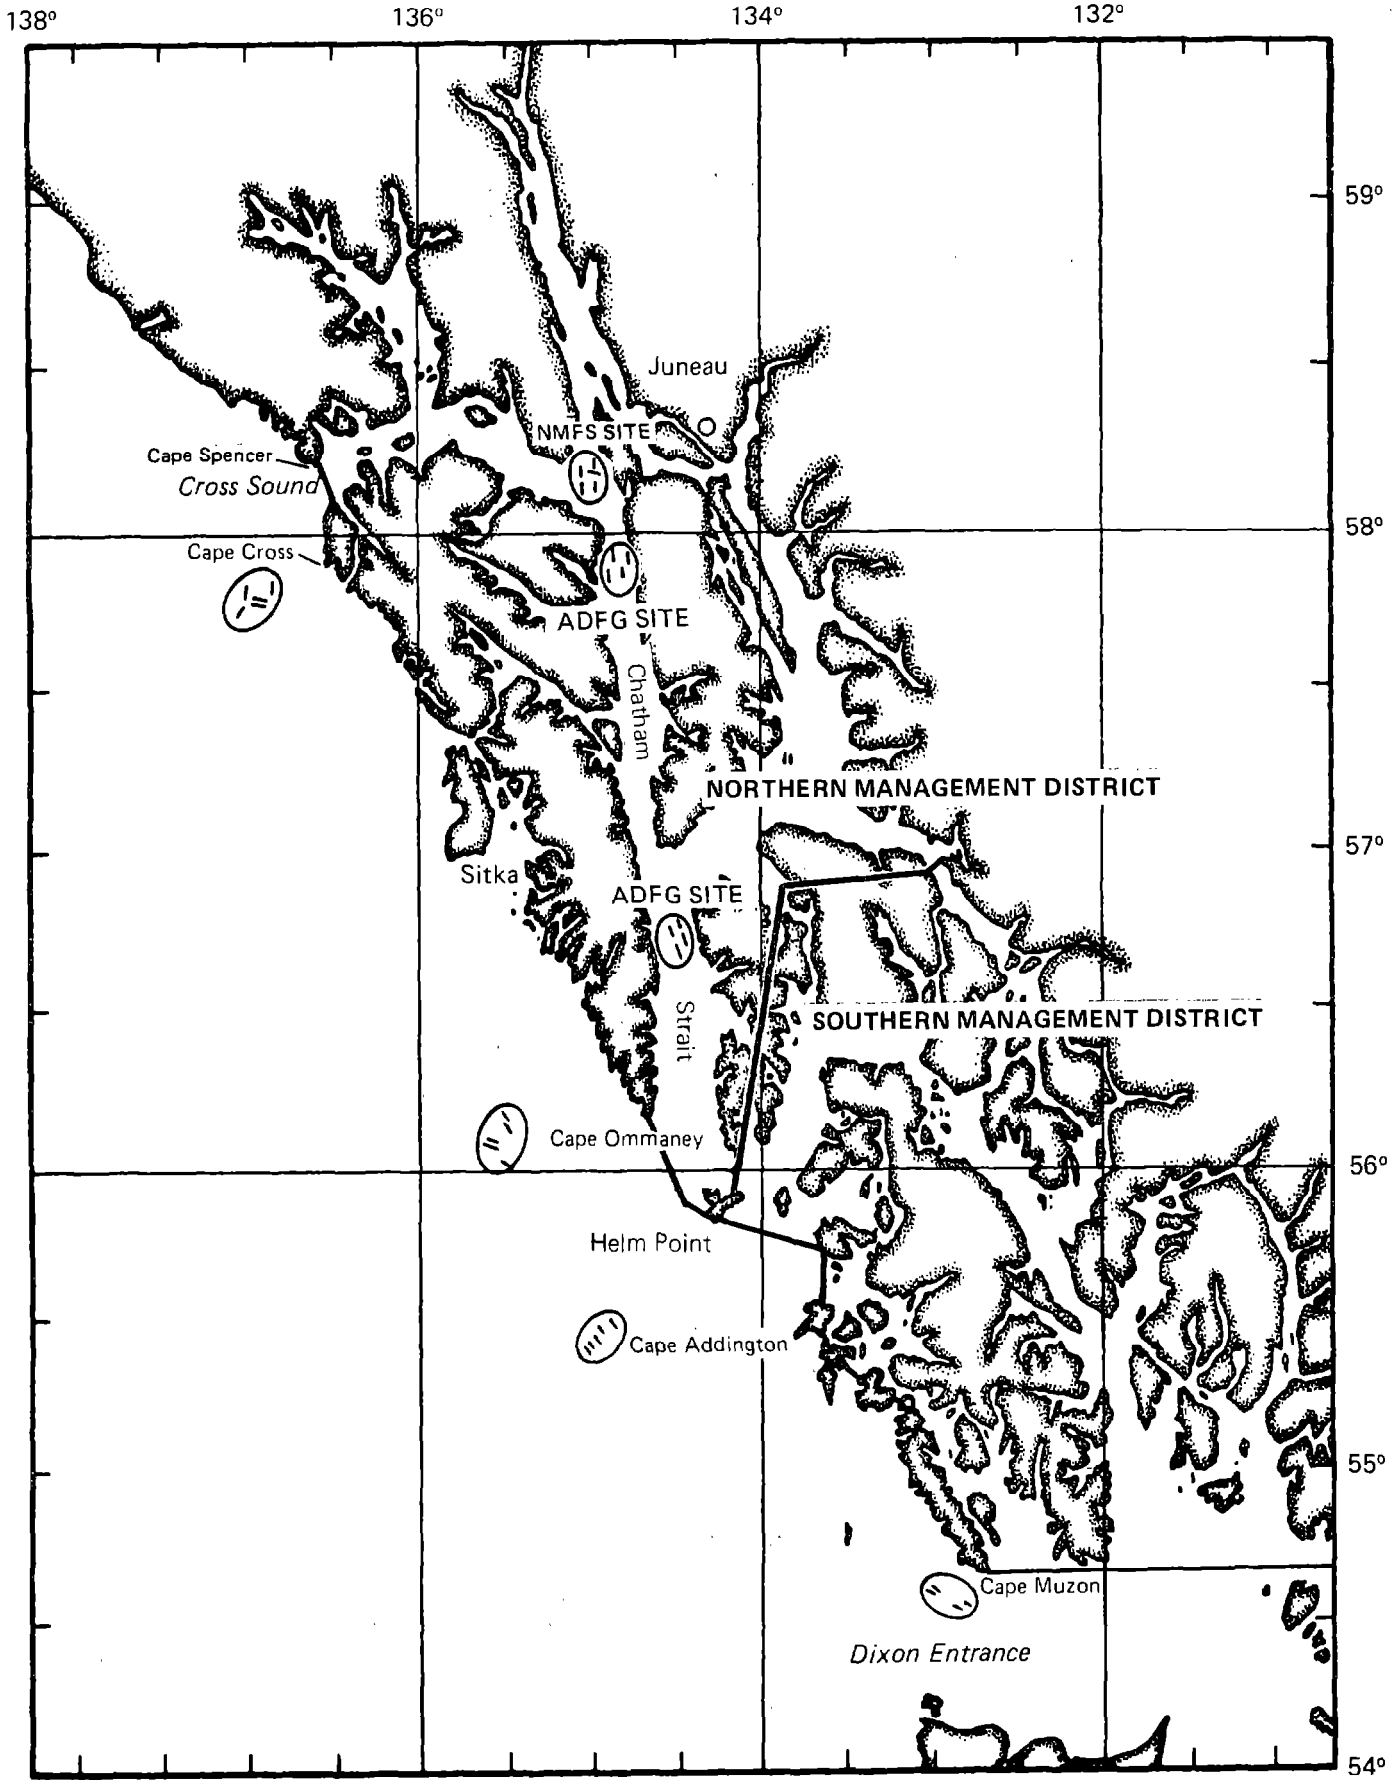 138° 136° 134° 132°
59°
Juneau
NMFS SITE
Cape Spencer
Cross Sound
58°
Cape Cross
ADFG SITE
Chatham
NORTHERN MANAGEMENT DISTRICT
57°
Sitka
ADFG SITE
Strait
SOUTHERN MANAGEMENT DISTRICT
Cape Ommaney
56°
Helm Point
Cape Addington
55°
Cape Muzon
Dixon Entrance
54°